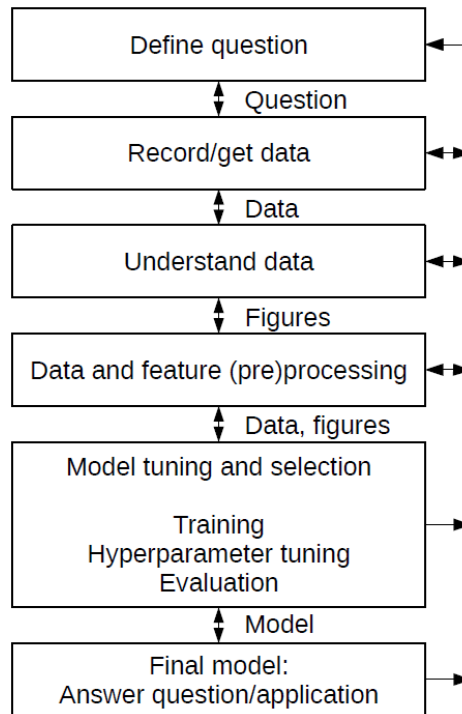 Define question
Question
Record/get data
Data
Understand data
Figures
Data and feature (pre)processing
Data, figures
Model tuning and selection
Training
Hyperparameter tuning
Evaluation
Model
Final model:
Answer question/application